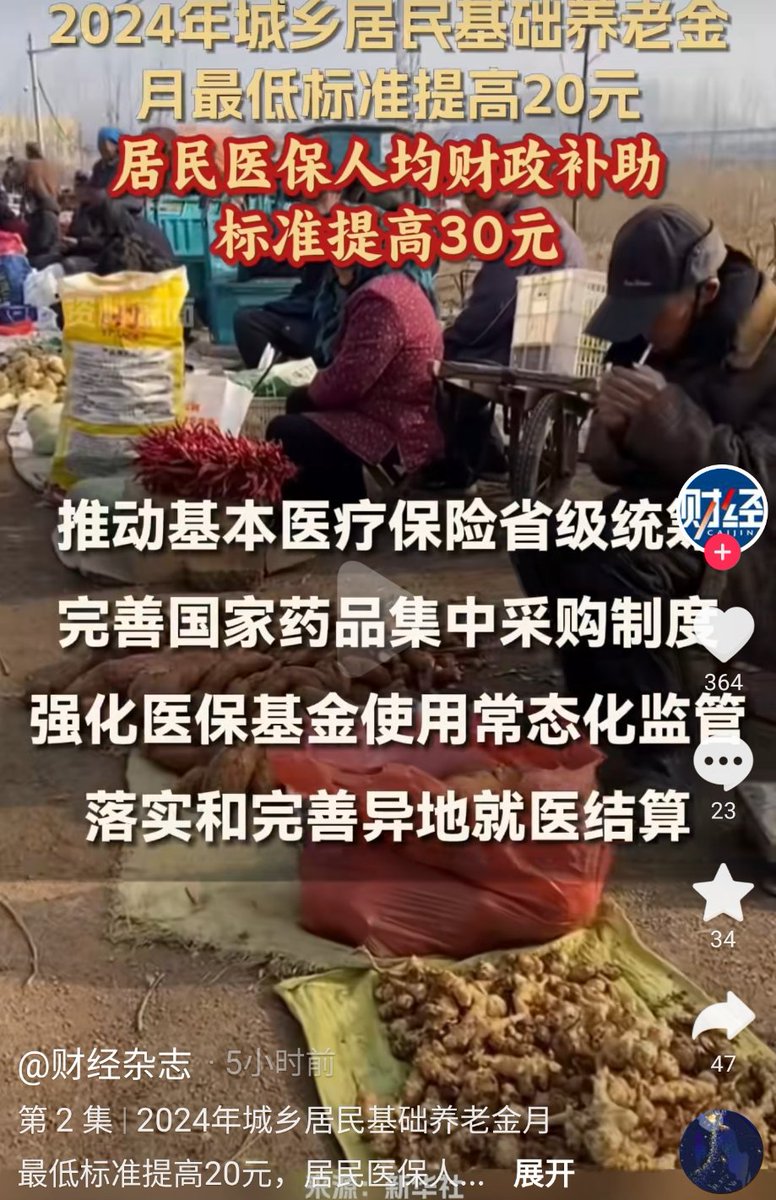 2024年城乡居民基础养老金
月最低标准提高20元
居民医保人均财政补助
标准提高30元
推动基本医疗保险省级统筹
完善国家药品集中采购制度
强化医保基金使用常态化监管
落实和完善异地就医结算
财经
CAIJING
364
23
34
47
@财经杂志 · 5小时前
第2集 | 2024年城乡居民基础养老金月
最低标准提高20元，居民医保人... 展开
来源：新华社